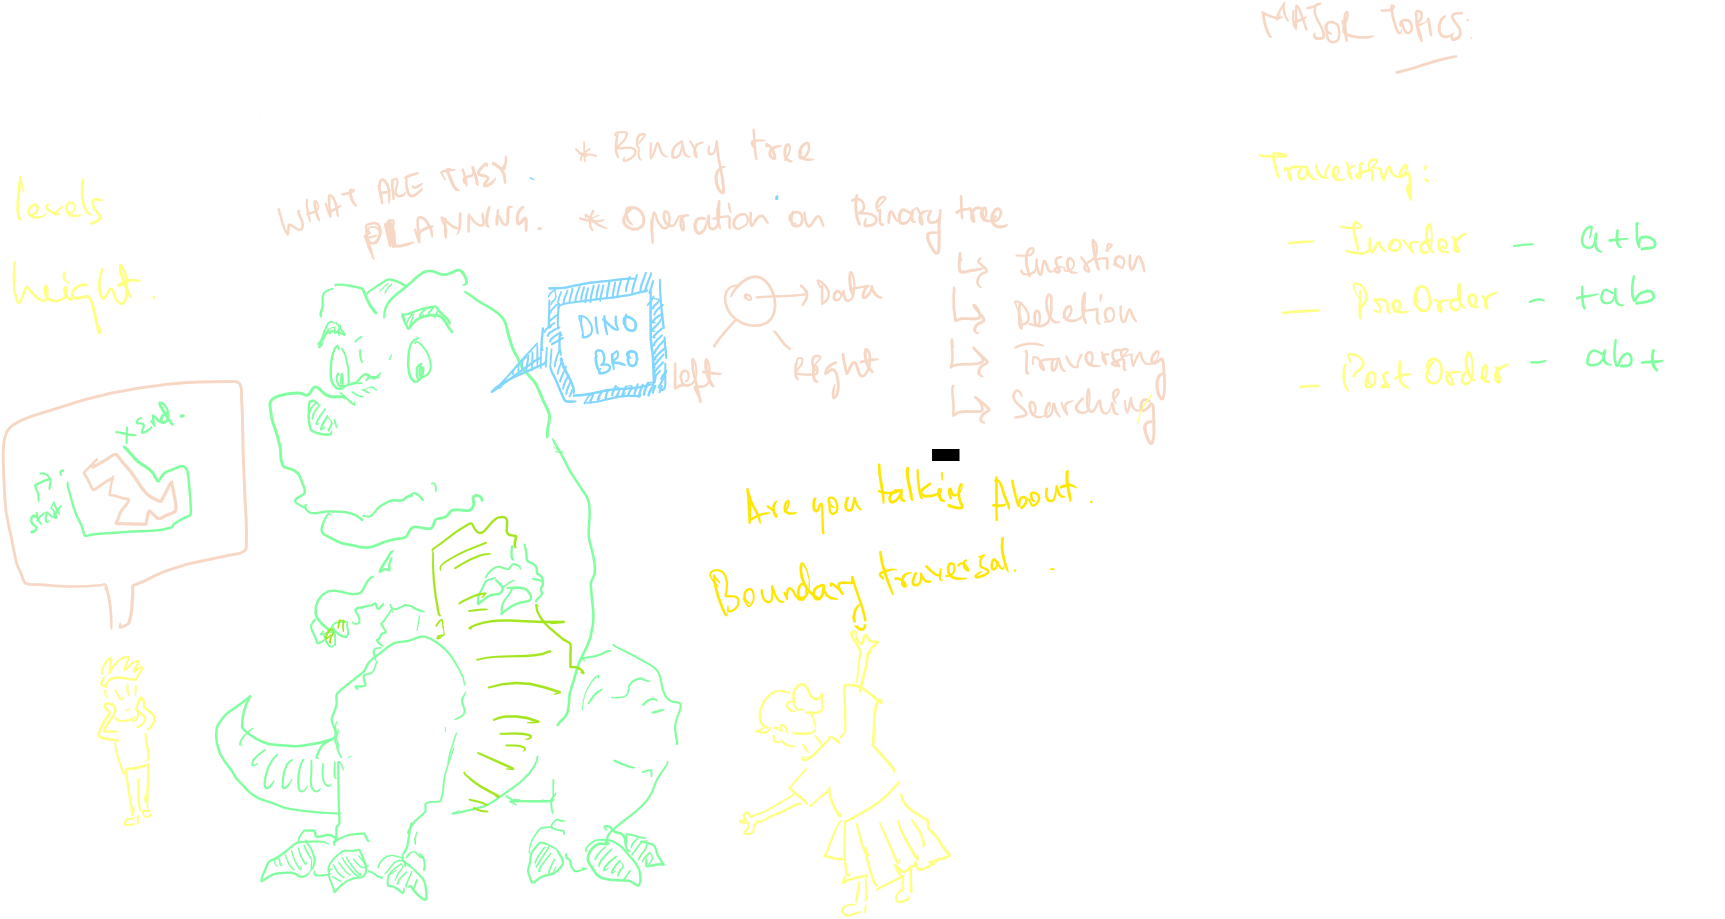 MAJOR TOPICS:
levels
height.
WHAT ARE THEY
PLANNING.
* Binary tree
* Operation on Binary tree
Insertion
Deletion
Traversing
Searching
Data
Left
Right
DINO
BRO
Traversing:
- Inorder - a+b
- PreOrder - +ab
- Post Order - ab+
x End.
start
Are you talking About.
Boundary traversal..